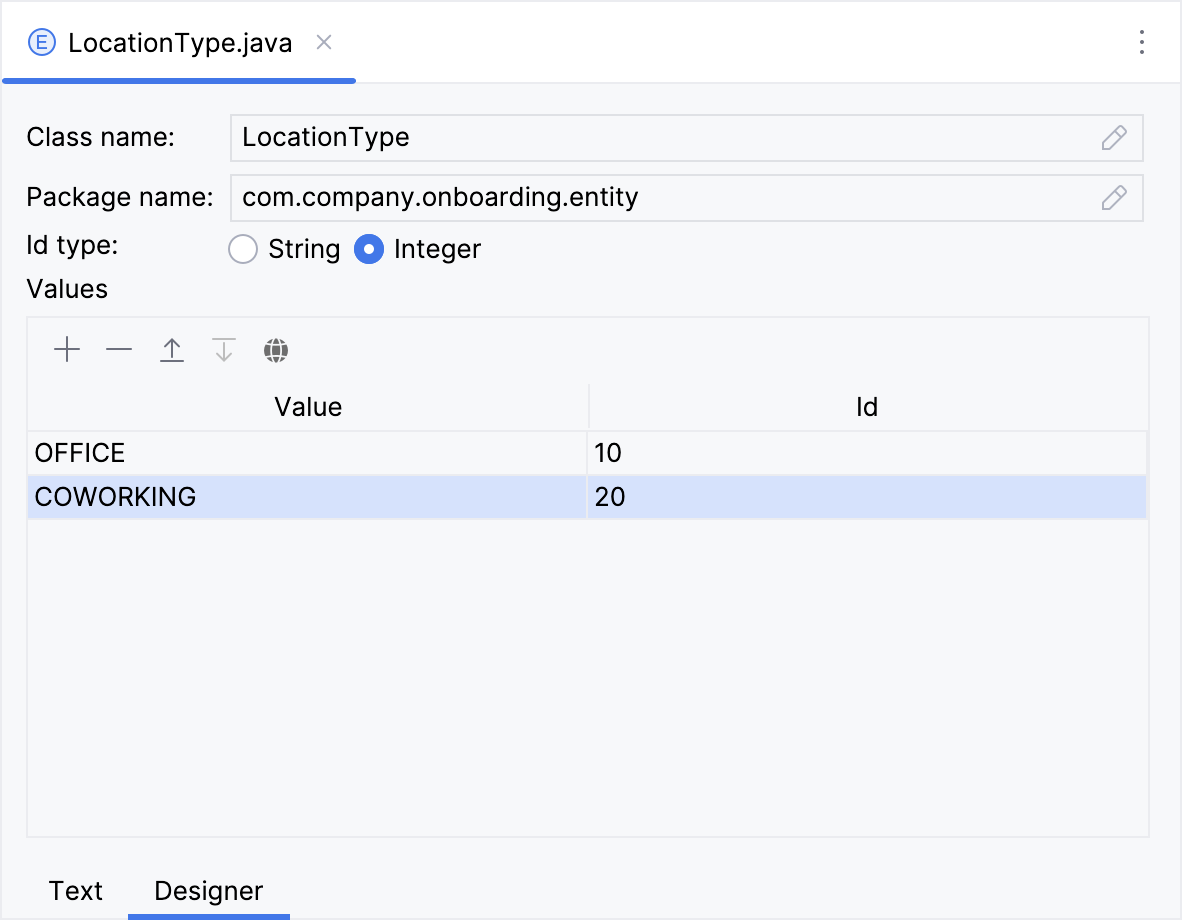 E LocationType.java
Class name: LocationType
Package name: com.company.onboarding.entity
Id type: String Integer
Values
Value Id
OFFICE 10
COWORKING 20
Text Designer